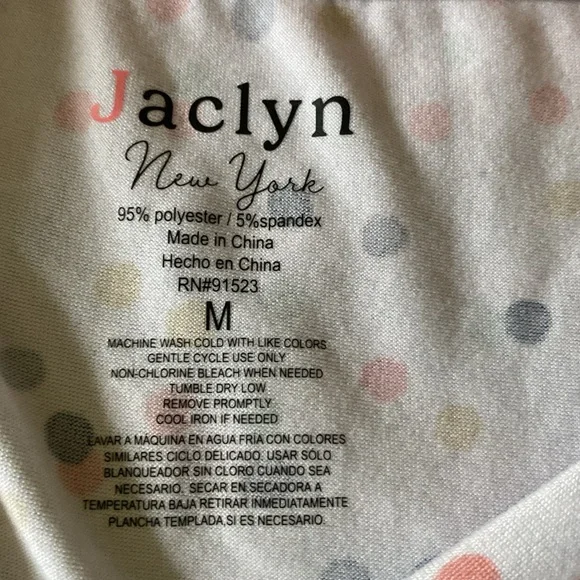 Jaclyn
New York
95% polyester / 5%spandex
Made in China
Hecho en China
RN#91523
M
MACHINE WASH COLD WITH LIKE COLORS
GENTLE CYCLE USE ONLY
NON-CHLORINE BLEACH WHEN NEEDED
TUMBLE DRY LOW
REMOVE PROMPTLY
COOL IRON IF NEEDED
LAVAR A MÁQUINA EN AGUA FRÍA CON COLORES
SIMILARES CICLO DELICADO. USAR SÓLO
BLANQUEADOR SIN CLORO CUANDO SEA
NECESARIO. SECAR EN SECADORA A
TEMPERATURA BAJA RETIRAR INMEDIATAMENTE
PLANCHA TEMPLADA,SI ES NECESARIO.